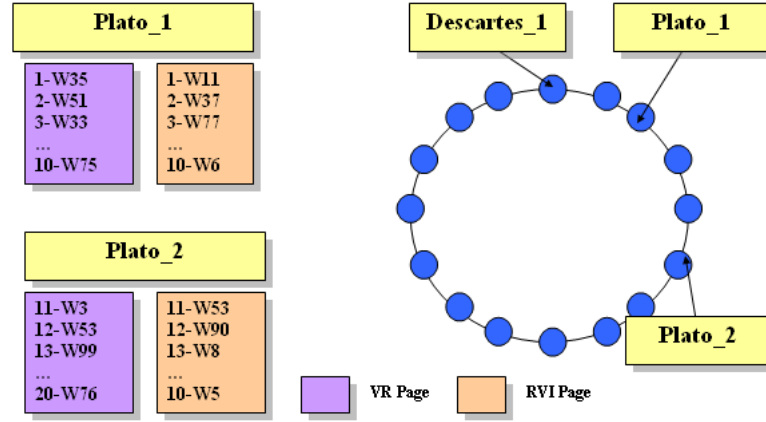 Plato_1
1-W35
2-W51
3-W33
...
10-W75
1-W11
2-W37
3-W77
...
10-W6
Plato_2
11-W3
12-W53
13-W99
...
20-W76
11-W53
12-W90
13-W8
...
10-W5
Descartes_1
Plato_1
Plato_2
VR Page
RVI Page